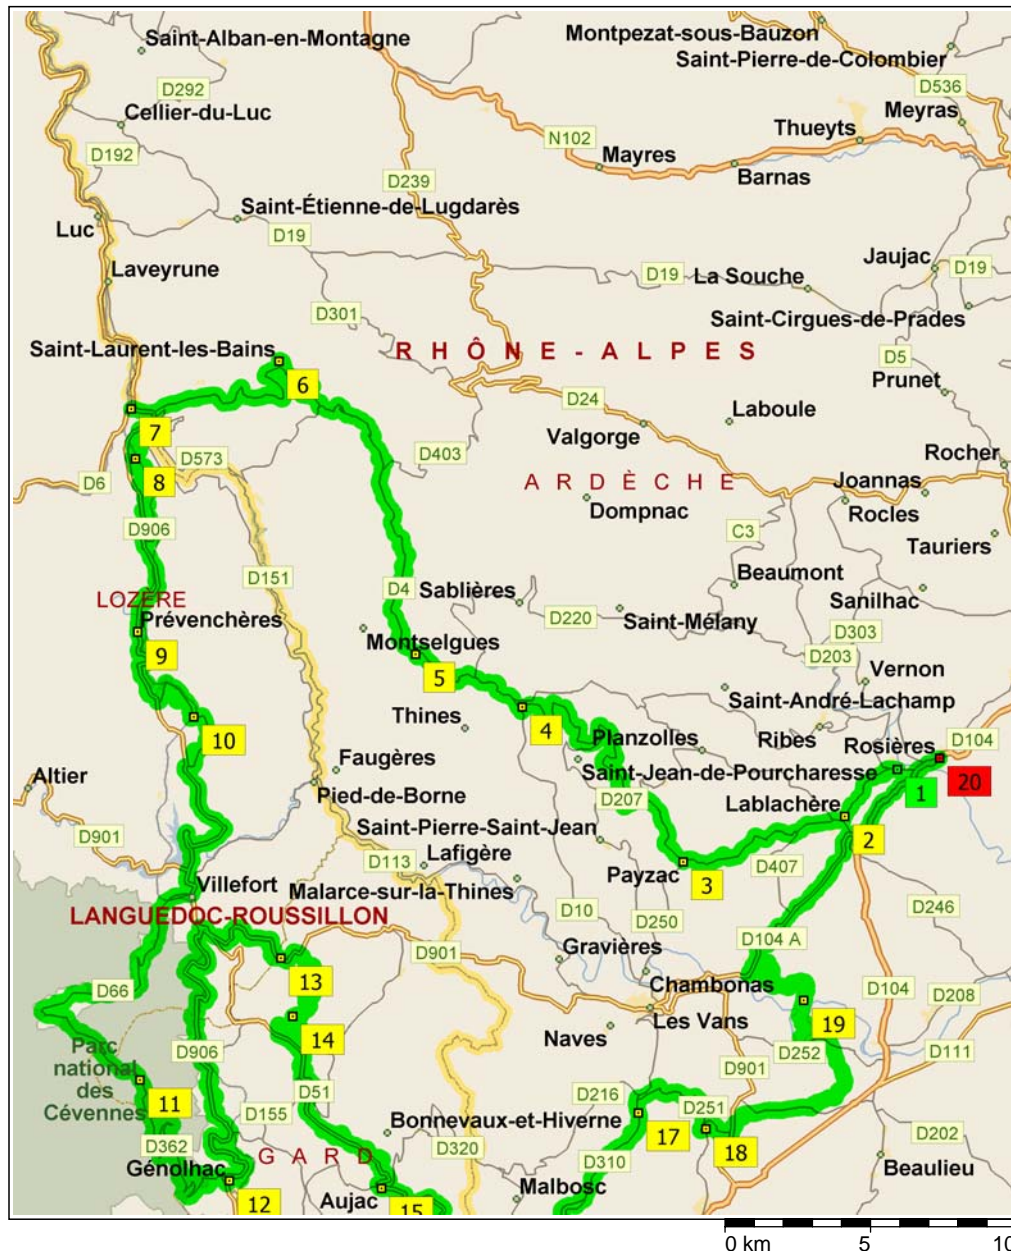 Montpezat-sous-Bauzon
Saint-Alban-en-Montagne
Saint-Pierre-de-Colombier
D292
D536
Cellier-du-Luc
Meyras
Thueyts
N102
D192
Mayres
Barnas
D239
Saint-Étienne-de-Lugdarès
Luc
D19
Jaujac
Laveyrune
D19
La Souche
D19
D301
Saint-Cirgues-de-Prades
Saint-Laurent-les-Bains
RHÔNE-ALPES
D5
Prunet
6
D24
Laboule
7
Valgorge
D573
D403
Rocher
8
D6
ARDÈCHE
Joannas
Dompnac
Rocles
D906
C3
Tauriers
D151
Beaumont
D4
Sablières
LOZÈRE
Sanilhac
Prévenchères
D220
Saint-Mélany
D303
Montselgues
9
D203
Vernon
5
Saint-André-Lachamp
Thines
4
10
Planzolles
Ribes
Rosières
D104
Faugères
Altier
Saint-Jean-de-Pourcharesse
20
1
Pied-de-Borne
D207
Lablachère
Saint-Pierre-Saint-Jean
D901
2
D113
Lafigère
D407
Payzac
3
Villefort
Malarce-sur-la-Thines
LANGUEDOC-ROUSSILLON
D10
D250
D246
D104 A
Gravières
D901
13
Chambonas
D66
D104
D208
Les Vans
19
14
Naves
Parc
national
des
Cévennes
D906
D252
D111
D901
D51
11
D216
D155
Bonnevaux-et-Hiverne
D251
17
D202
D362
D320
18
GARD
D310
Génolhac
Beaulieu
Malbosc
12
Aujac
15
0 km
5
10